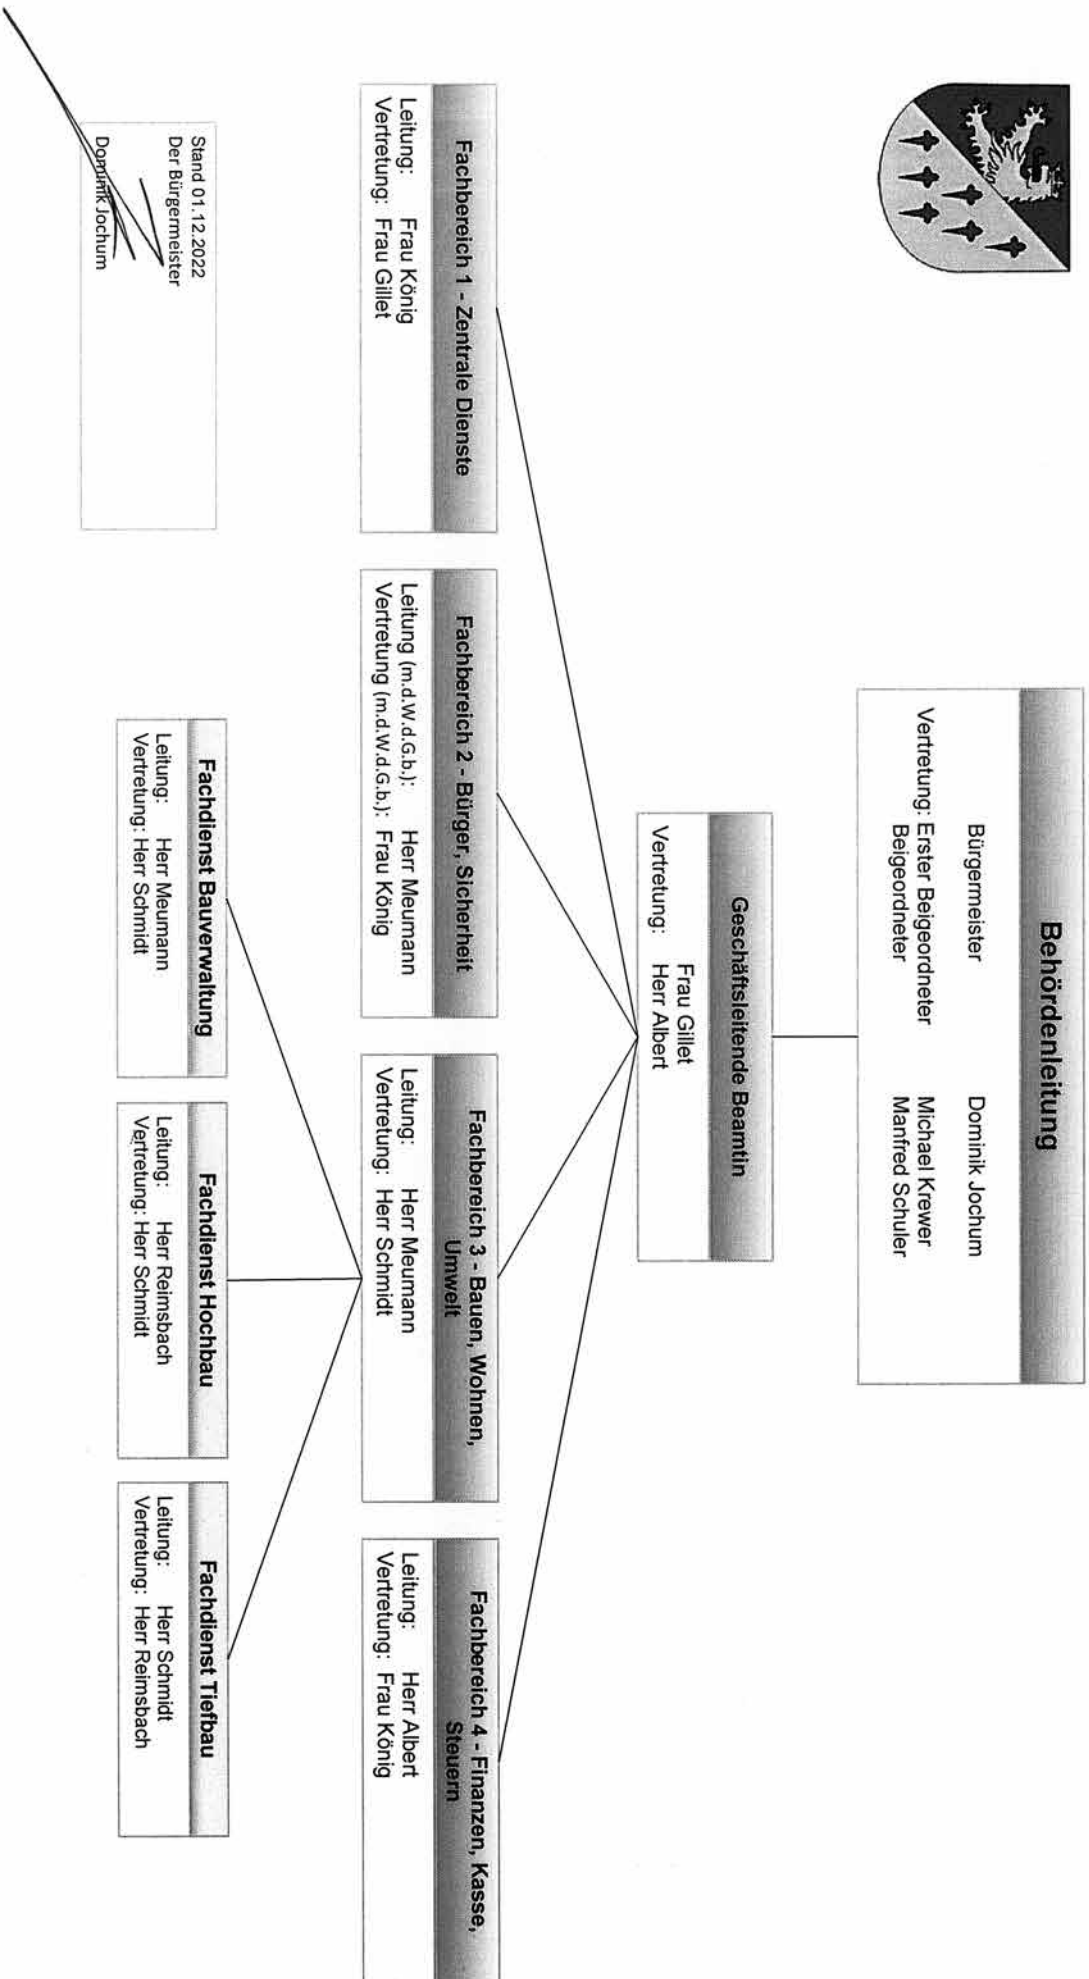 Behördenleitung
Bürgermeister Dominik Jochum
Vertretung: Erster Beigeordneter Michael Krewer
Beigeordneter Manfred Schuler
Geschäftsleitende Beamtin
Frau Gillet
Vertretung: Herr Albert
Fachbereich 1 - Zentrale Dienste
Leitung: Frau König
Vertretung: Frau Gillet
Fachbereich 2 - Bürger, Sicherheit
Leitung (m.d.W.d.G.b.): Herr Meumann
Vertretung (m.d.W.d.G.b.): Frau König
Fachbereich 3 - Bauen, Wohnen,
Umwelt
Leitung: Herr Meumann
Vertretung: Herr Schmidt
Fachbereich 4 - Finanzen, Kasse,
Steuern
Leitung: Herr Albert
Vertretung: Frau König
Fachdienst Bauverwaltung
Leitung: Herr Meumann
Vertretung: Herr Schmidt
Fachdienst Hochbau
Leitung: Herr Reimsbach
Vertretung: Herr Schmidt
Fachdienst Tiefbau
Leitung: Herr Schmidt
Vertretung: Herr Reimsbach
Stand 01.12.2022
Der Bürgermeister
Dominik Jochum